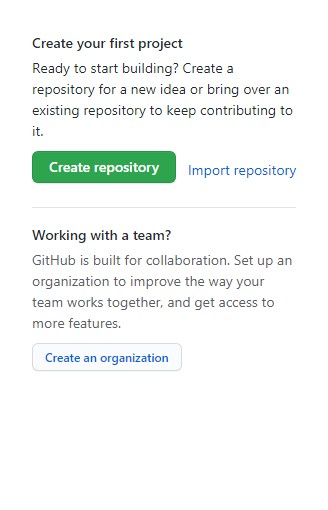 Create your first project
Ready to start building? Create a
repository for a new idea or bring over an
existing repository to keep contributing to
it.
Create repository
Import repository
Working with a team?
GitHub is built for collaboration. Set up an
organization to improve the way your
team works together, and get access to
more features.
Create an organization